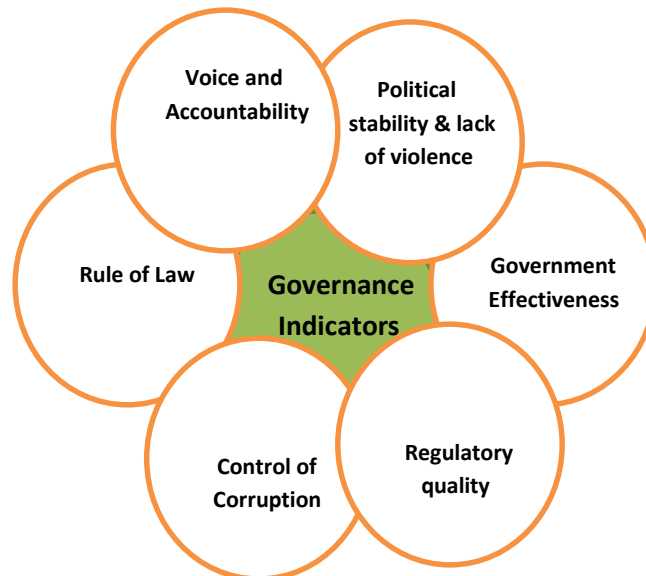 Voice and
Accountability
Political
stability & lack
of violence
Rule of Law
Governance
Indicators
Government
Effectiveness
Control of
Corruption
Regulatory
quality